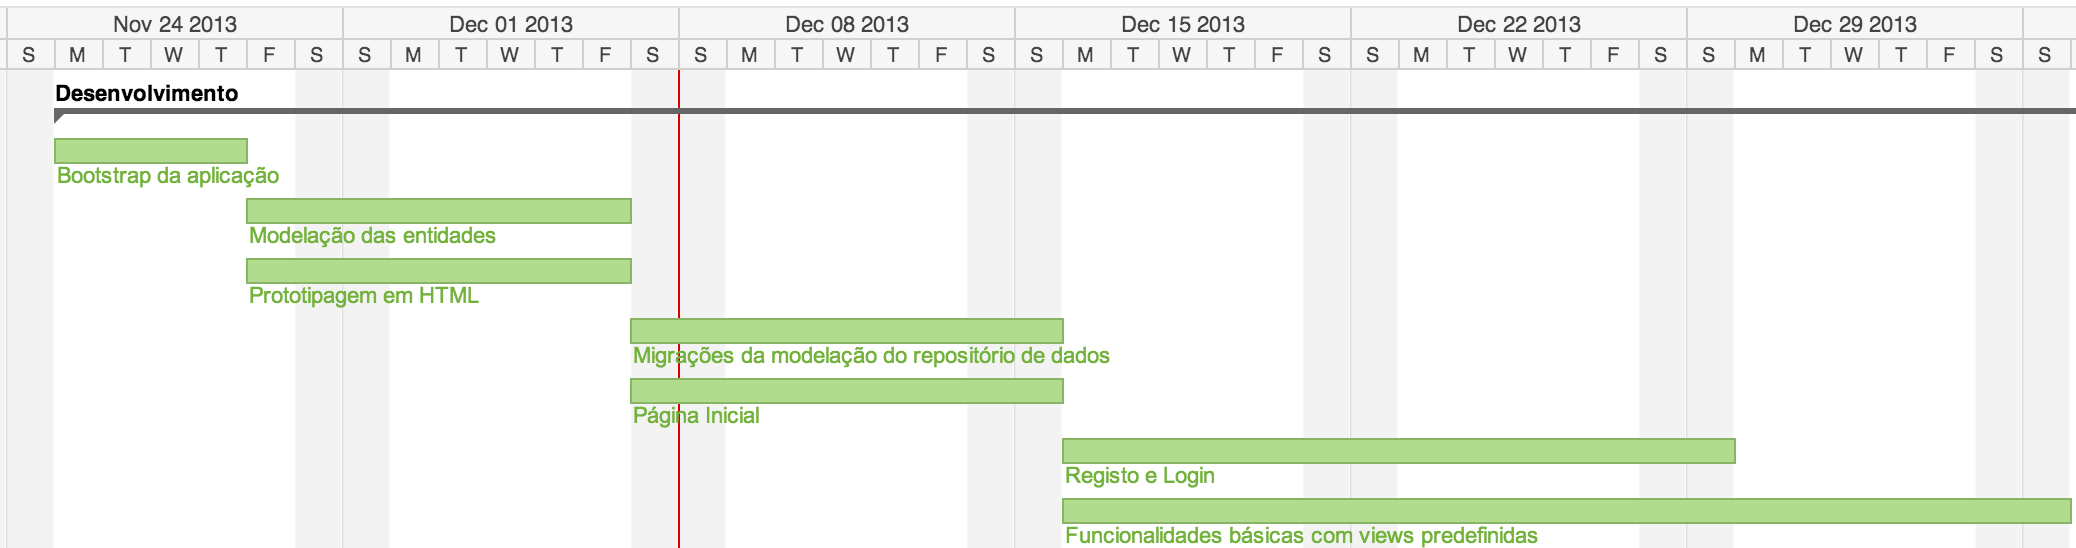 Nov 24 2013 Dec 01 2013 Dec 08 2013 Dec 15 2013 Dec 22 2013 Dec 29 2013
S M T W T F S S M T W T F S S M T W T F S S M T W T F S S M T W T F S S M T W T F S S
Desenvolvimento
Bootstrap da aplicação
Modelação das entidades
Prototipagem em HTML
Migrações da modelação do repositório de dados
Página Inicial
Registo e Login
Funcionalidades básicas com views predefinidas